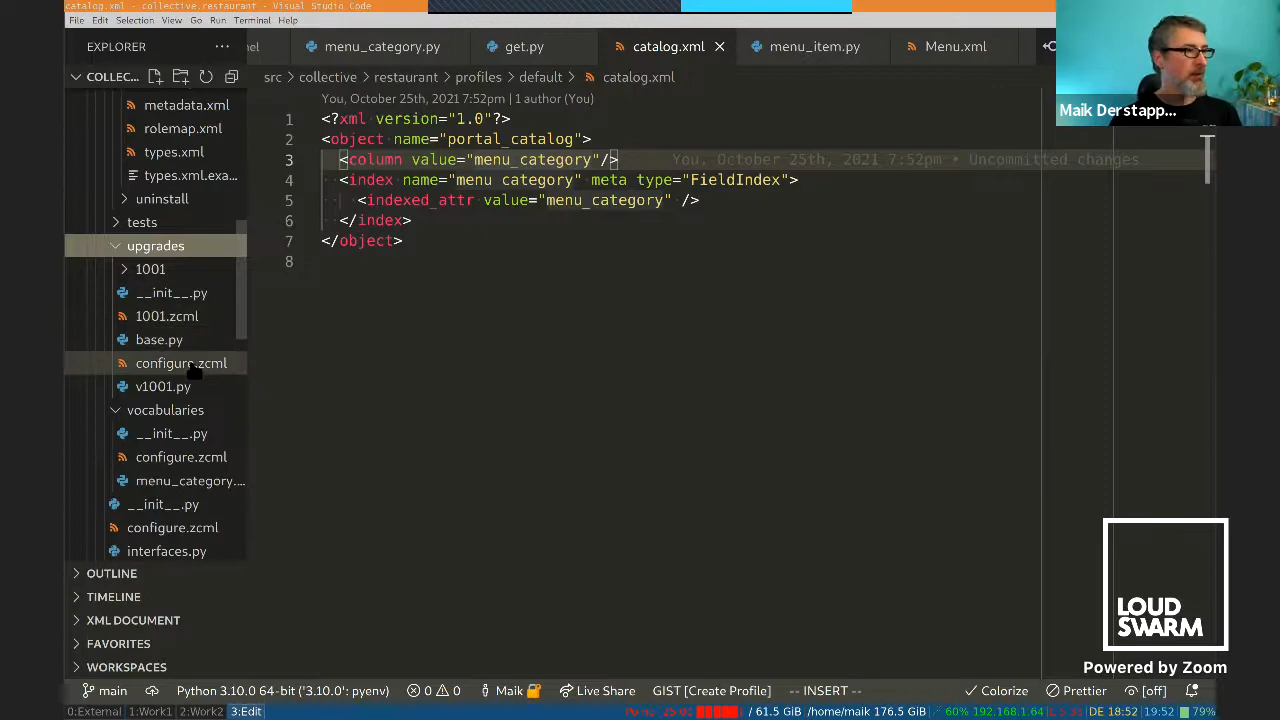 catalog.xml - collective.restaurant - Visual Studio Code
File Edit Selection View Go Run Terminal Help
EXPLORER ···
nel
menu_category.py
get.py
catalog.xml
menu_item.py
Menu.xml
COLLEC...
src > collective > restaurant > profiles > default > catalog.xml
You, October 25th, 2021 7:52pm | 1 author (You)
1 <?xml version="1.0"?>
2 <object name="portal_catalog">
3 <column value="menu_category"/> You, October 25th, 2021 7:52pm • Uncommitted changes
4 <index name="menu_category" meta_type="FieldIndex">
5 <indexed_attr value="menu_category" />
6 </index>
7 </object>
8
metadata.xml
rolemap.xml
types.xml
types.xml.exa...
uninstall
tests
upgrades
1001
__init__.py
1001.zcml
base.py
configure.zcml
v1001.py
vocabularies
__init__.py
configure.zcml
menu_category....
__init__.py
configure.zcml
interfaces.py
OUTLINE
TIMELINE
XML DOCUMENT
FAVORITES
WORKSPACES
Maik Derstapp...
LOUD
SWARM
Powered by Zoom
main Python 3.10.0 64-bit ('3.10.0': pyenv) 0 0 Maik Live Share GIST [Create Profile] -- INSERT -- Colorize Prettier [off]
0:External 1:Work1 2:Work2 3:Edit / 61.5 GiB /home/maik 176.5 GiB 60% 192.168.1.64 DE 18:52 19:52 79%